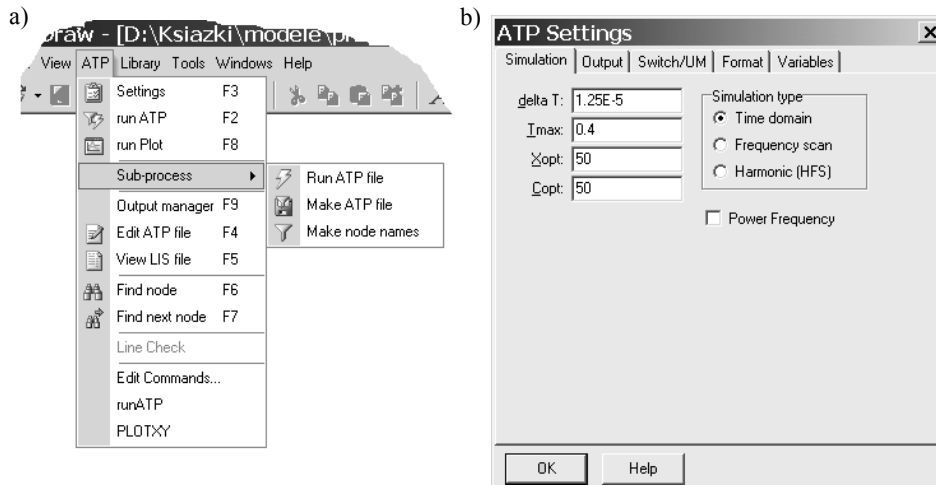 a)
Draw - [D:\Ksiazki\modele\pr
View ATP Library Tools Windows Help
Settings F3
run ATP F2
run Plot F8
Sub-process
Output manager F9
Edit ATP file F4
View LIS file F5
Find node F6
Find next node F7
Line Check
Edit Commands...
runATP
PLOTXY
Run ATP file
Make ATP file
Make node names
b)
ATP Settings
Simulation Output Switch/UM Format Variables
delta T: 1.25E-5
Tmax: 0.4
Xopt: 50
Copt: 50
Simulation type
Time domain
Frequency scan
Harmonic (HFS)
Power Frequency
OK Help